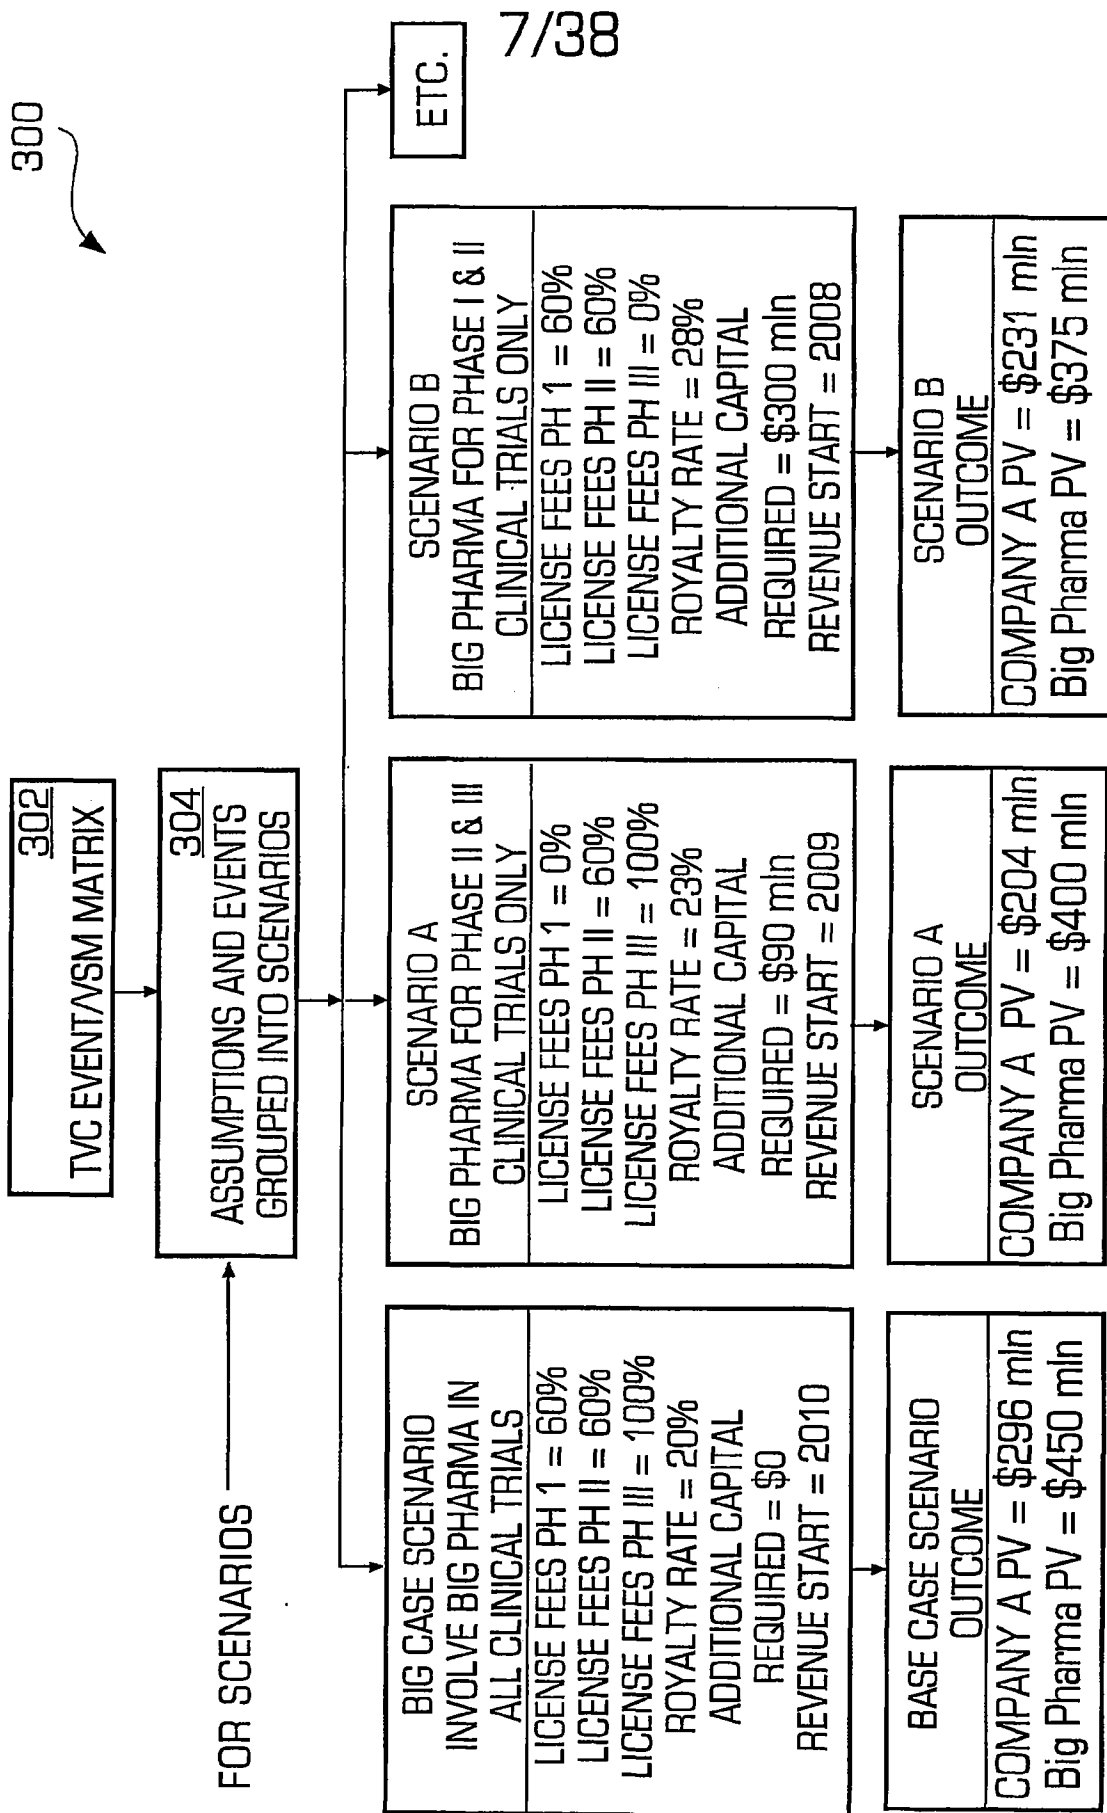 7/38
300
302
TVC EVENT/VSM MATRIX
FOR SCENARIOS
304
ASSUMPTIONS AND EVENTS
GROUPED INTO SCENARIOS
BIG CASE SCENARIO
INVOLVE BIG PHARMA IN
ALL CLINICAL TRIALS
LICENSE FEES PH 1 = 60%
LICENSE FEES PH II = 60%
LICENSE FEES PH III = 100%
ROYALTY RATE = 20%
ADDITIONAL CAPITAL
REQUIRED = $0
REVENUE START = 2010
BASE CASE SCENARIO
OUTCOME
COMPANY A PV = $296 mln
Big Pharma PV = $450 mln
SCENARIO A
BIG PHARMA FOR PHASE II & III
CLINICAL TRIALS ONLY
LICENSE FEES PH 1 = 0%
LICENSE FEES PH II = 60%
LICENSE FEES PH III = 100%
ROYALTY RATE = 23%
ADDITIONAL CAPITAL
REQUIRED = $90 mln
REVENUE START = 2009
SCENARIO A
OUTCOME
COMPANY A PV = $204 mln
Big Pharma PV = $400 mln
SCENARIO B
BIG PHARMA FOR PHASE I & II
CLINICAL TRIALS ONLY
LICENSE FEES PH 1 = 60%
LICENSE FEES PH II = 60%
LICENSE FEES PH III = 0%
ROYALTY RATE = 28%
ADDITIONAL CAPITAL
REQUIRED = $300 mln
REVENUE START = 2008
SCENARIO B
OUTCOME
COMPANY A PV = $231 mln
Big Pharma PV = $375 mln
ETC.